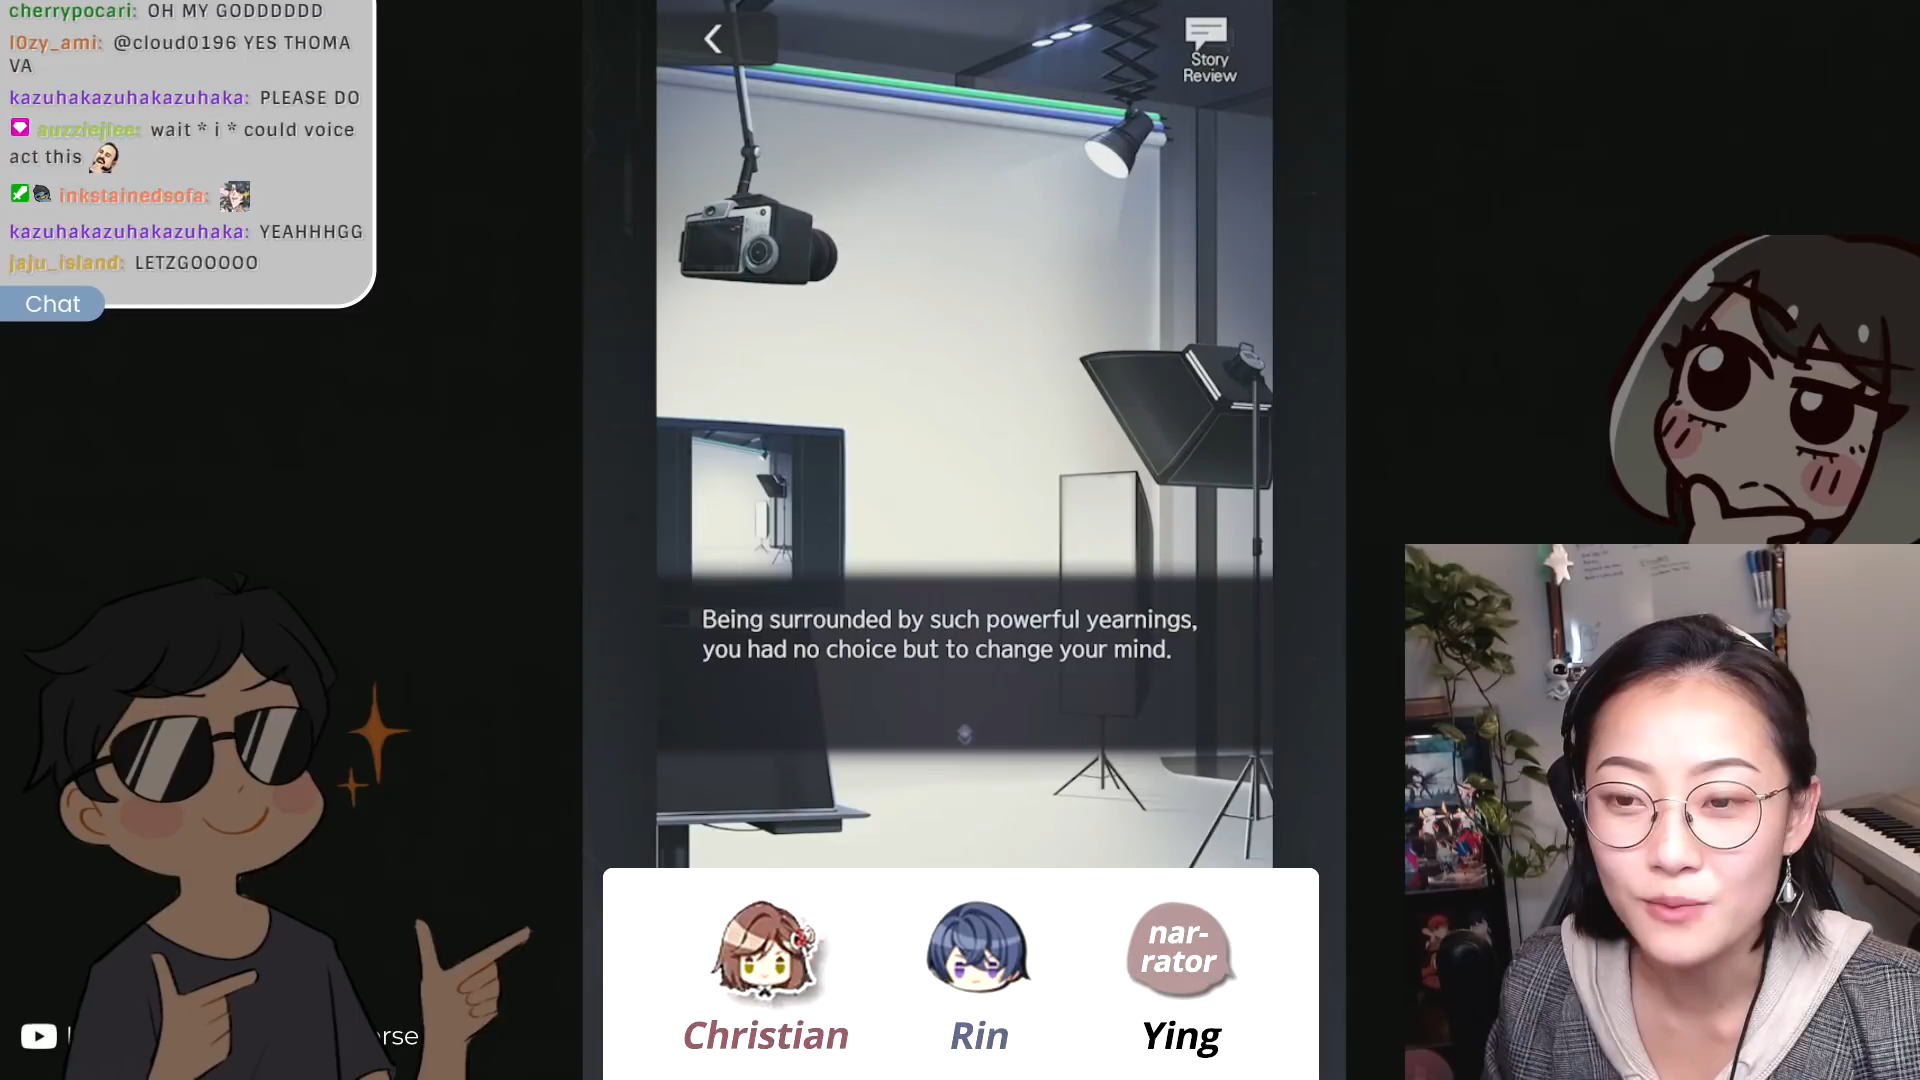 cherrypocari: OH MY GODDDDDD
l0zy_ami: @cloud0196 YES THOMA
VA
kazuhakazuhakazuhaka: PLEASE DO
auzziejlee: wait * i * could voice
act this
inkstainedsofa:
kazuhakazuhakazuhaka: YEAHHHGG
jaju_island: LETZGOOOOO
Chat
Story
Review
Being surrounded by such powerful yearnings,
you had no choice but to change your mind.
nar-
rator
Christian
Rin
Ying
rse